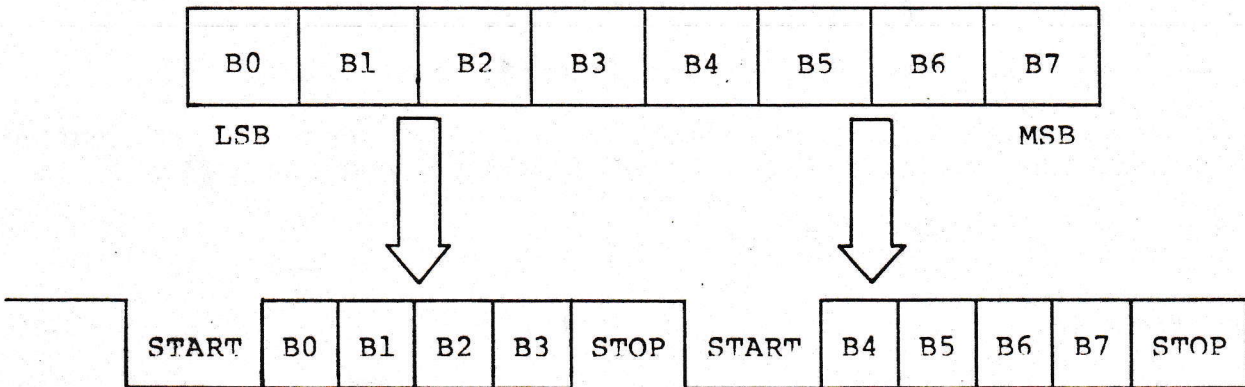 B0 B1 B2 B3 B4 B5 B6 B7
LSB MSB
START B0 B1 B2 B3 STOP START B4 B5 B6 B7 STOP